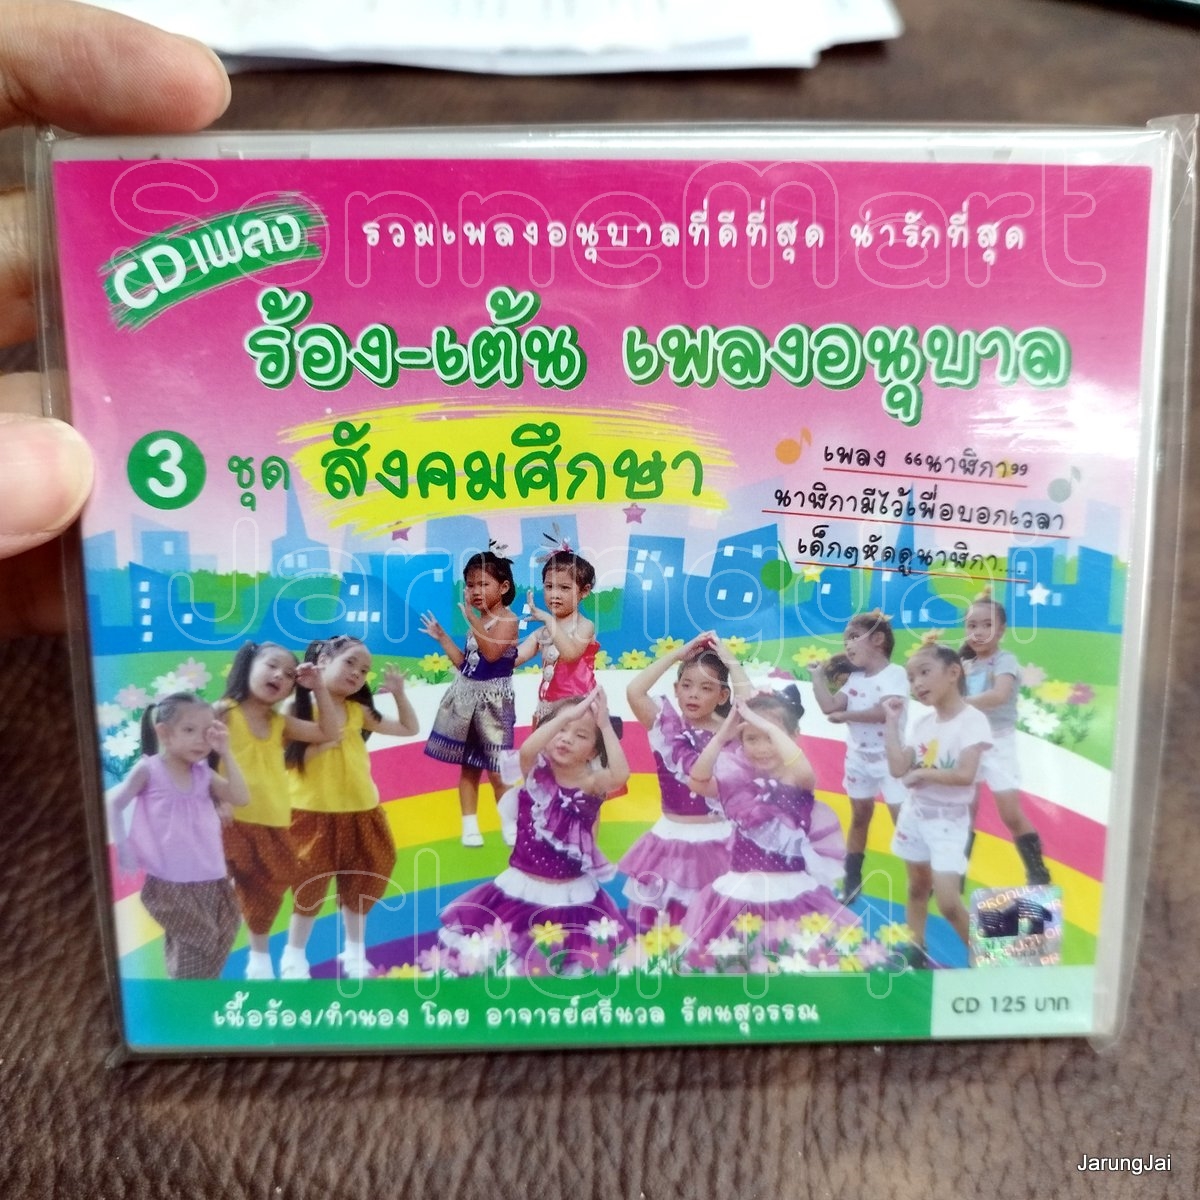 SonneMart
CD เพลง
รวมเพลงอนุบาลที่ดีที่สุด น่ารักที่สุด
ร้อง-เต้น เพลงอนุบาล
3 ชุด สังคมศึกษา
เพลง “นาฬิกา”
นาฬิกามีไว้เพื่อบอกเวลา
เด็กๆหัดดูนาฬิกา....
JarungJai
Thai44
เนื้อร้อง/ทำนอง โดย อาจารย์ศรีนวล รัตนสุวรรณ
CD 125 บาท
JarungJai